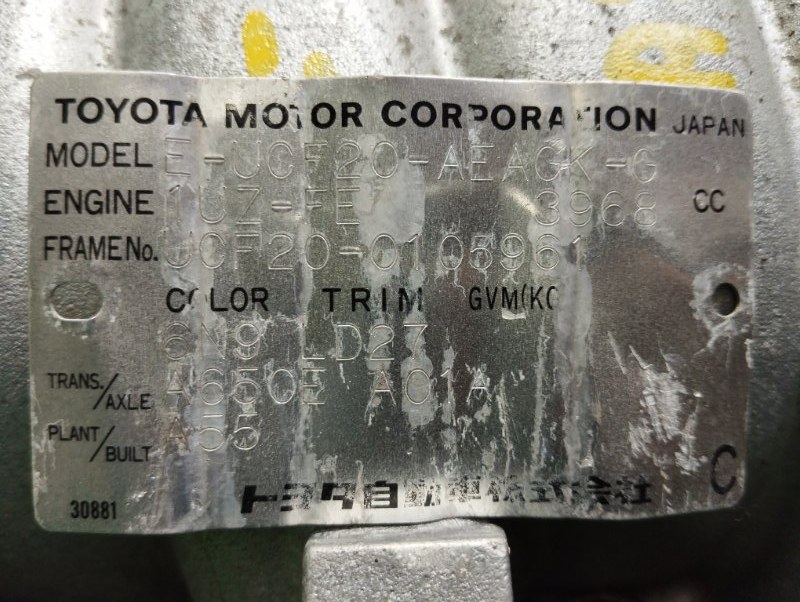 TOYOTA MOTOR CORPORATION JAPAN
MODEL E-UCF20-AEAGK-G
ENGINE 1UZ-FE 3968 CC
FRAME No. UCF20-0105961
COLOR TRIM GVM(KG
6N9 LD27
TRANS./AXLE A650E A01A
PLANT/BUILT A55
C
30881 トヨタ自動車株式会社